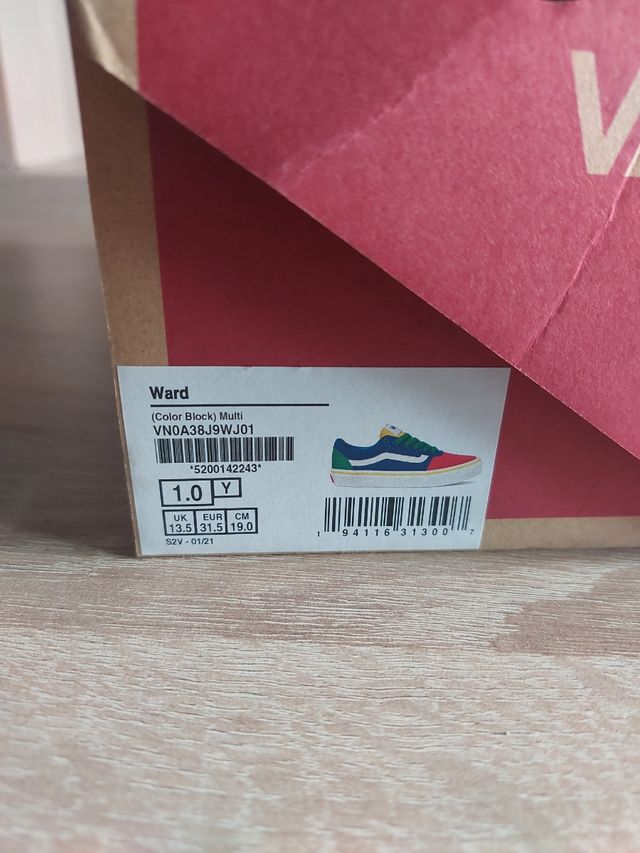 V
Ward
(Color Block) Multi
VN0A38J9WJ01
*5200142243*
1.0 Y
UK EUR CM
13.5 31.5 19.0
S2V - 01/21
1 94116 31300 7